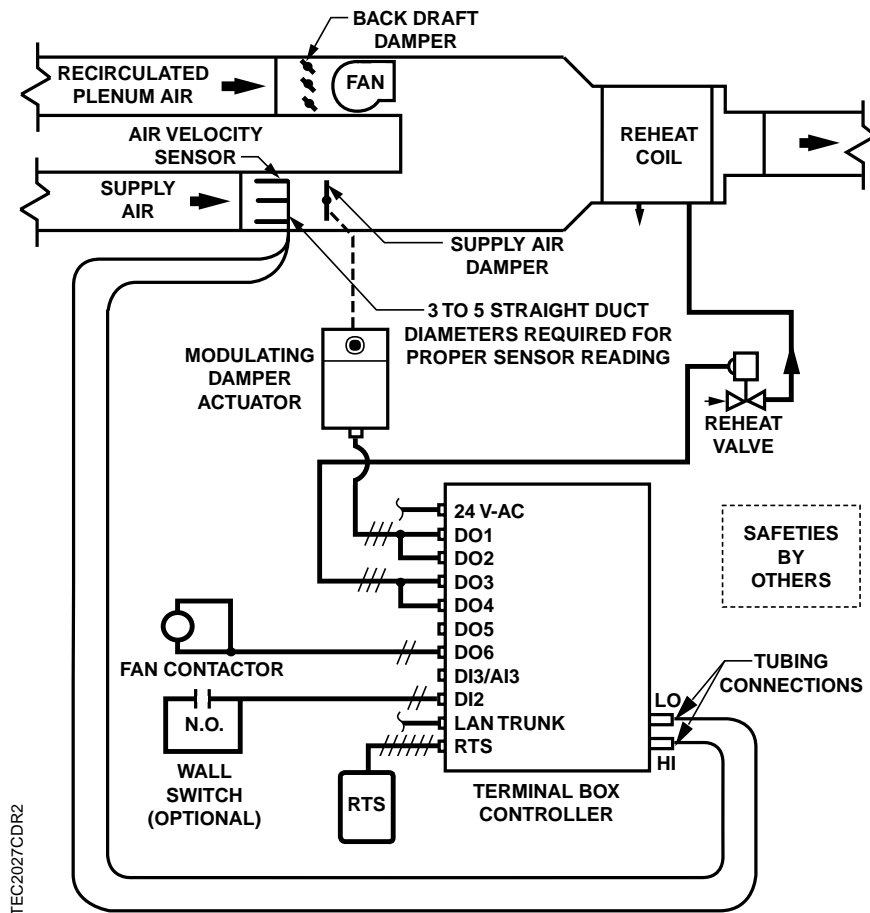 BACK DRAFT
DAMPER
RECIRCULATED
PLENUM AIR
FAN
AIR VELOCITY
SENSOR
REHEAT
COIL
SUPPLY
AIR
SUPPLY AIR
DAMPER
3 TO 5 STRAIGHT DUCT
DIAMETERS REQUIRED FOR
PROPER SENSOR READING
MODULATING
DAMPER
ACTUATOR
REHEAT
VALVE
24 V-AC
DO1
DO2
DO3
DO4
DO5
DO6
DI3/AI3
DI2
LAN TRUNK
RTS
SAFETIES
BY
OTHERS
FAN CONTACTOR
TUBING
CONNECTIONS
LO
HI
N.O.
WALL
SWITCH
(OPTIONAL)
RTS
TERMINAL BOX
CONTROLLER
TEC2027CDR2